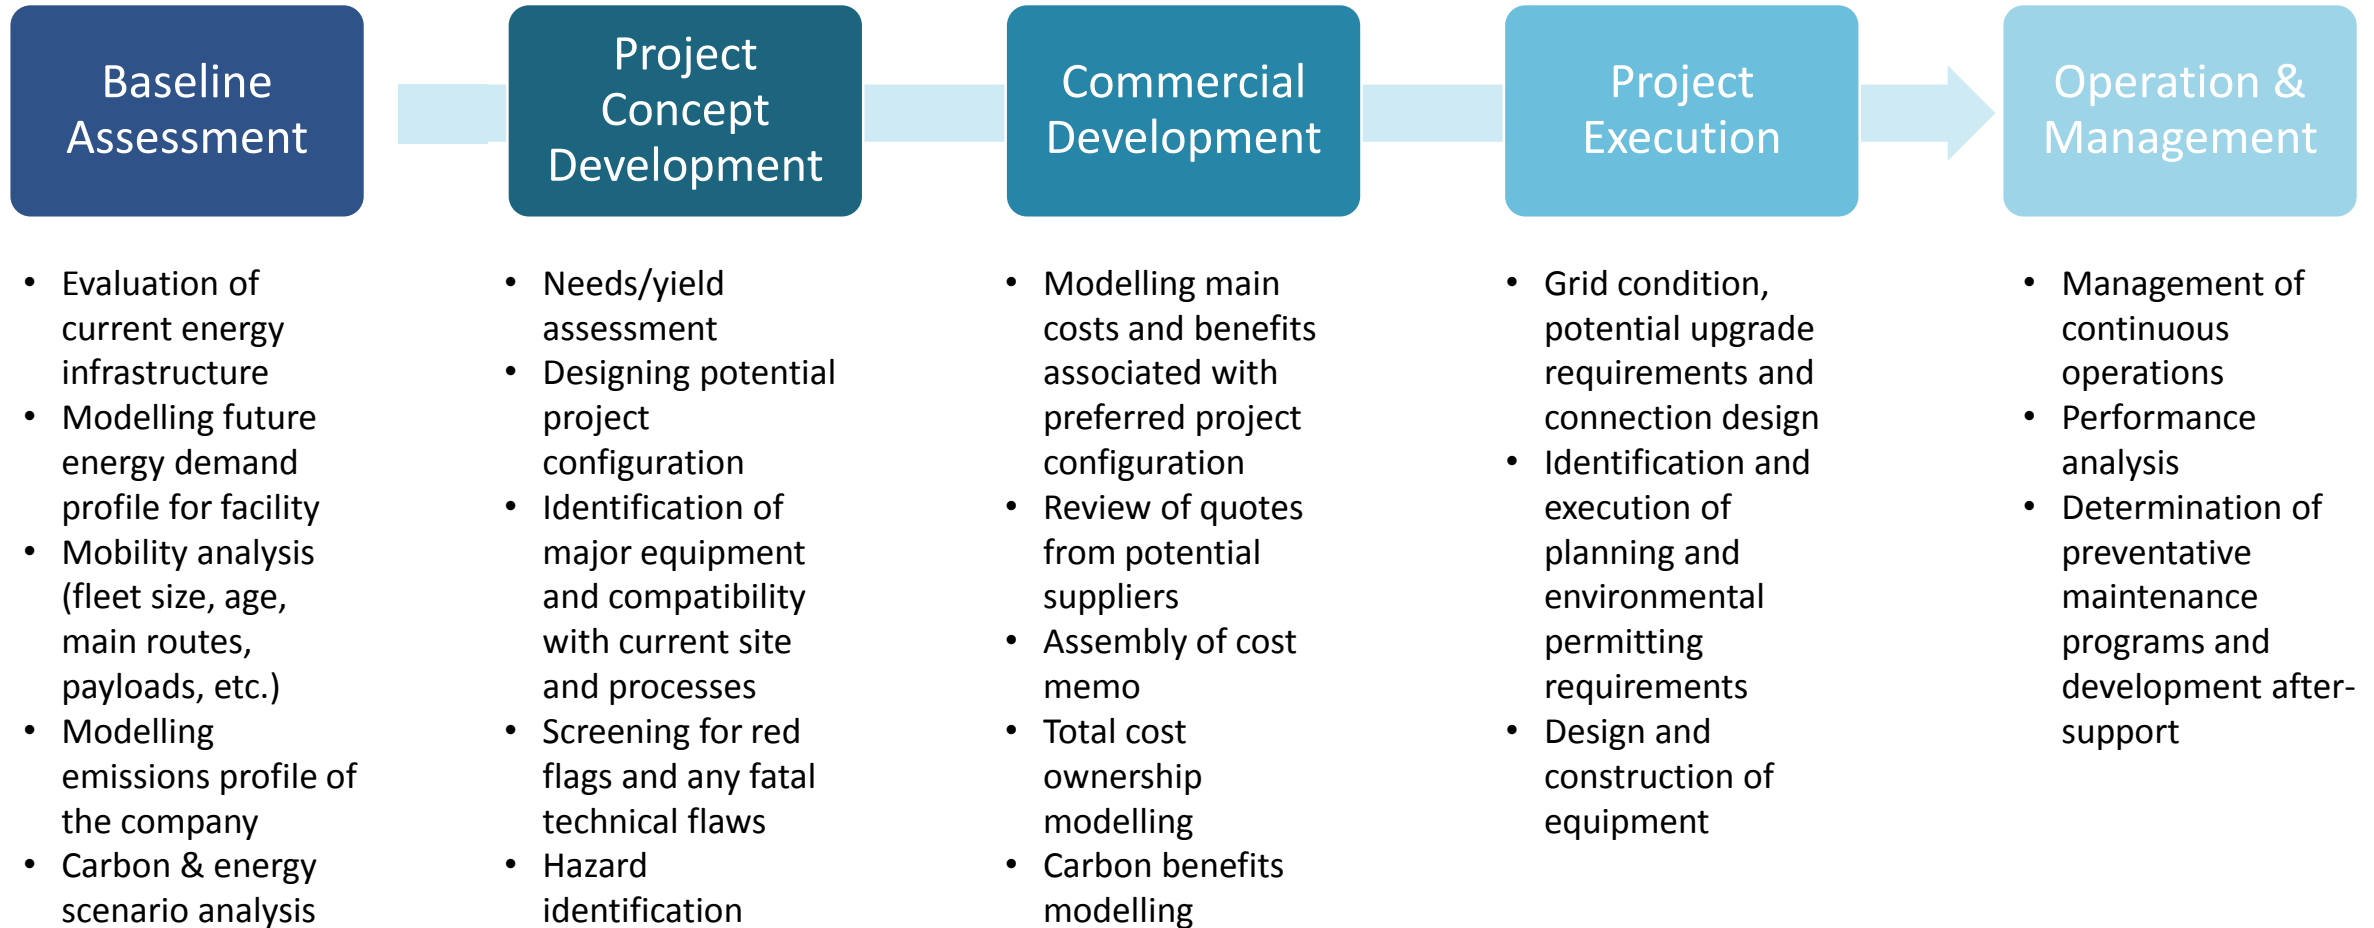 Baseline
Assessment
Project
Concept
Development
Commercial
Development
Project
Execution
Operation &
Management
• Evaluation of
current energy
infrastructure
• Modelling future
energy demand
profile for facility
• Mobility analysis
(fleet size, age,
main routes,
payloads, etc.)
• Modelling
emissions profile of
the company
• Carbon & energy
scenario analysis
• Needs/yield
assessment
• Designing potential
project
configuration
• Identification of
major equipment
and compatibility
with current site
and processes
• Screening for red
flags and any fatal
technical flaws
• Hazard
identification
• Modelling main
costs and benefits
associated with
preferred project
configuration
• Review of quotes
from potential
suppliers
• Assembly of cost
memo
• Total cost
ownership
modelling
• Carbon benefits
modelling
• Grid condition,
potential upgrade
requirements and
connection design
• Identification and
execution of
planning and
environmental
permitting
requirements
• Design and
construction of
equipment
• Management of
continuous
operations
• Performance
analysis
• Determination of
preventative
maintenance
programs and
development after-
support